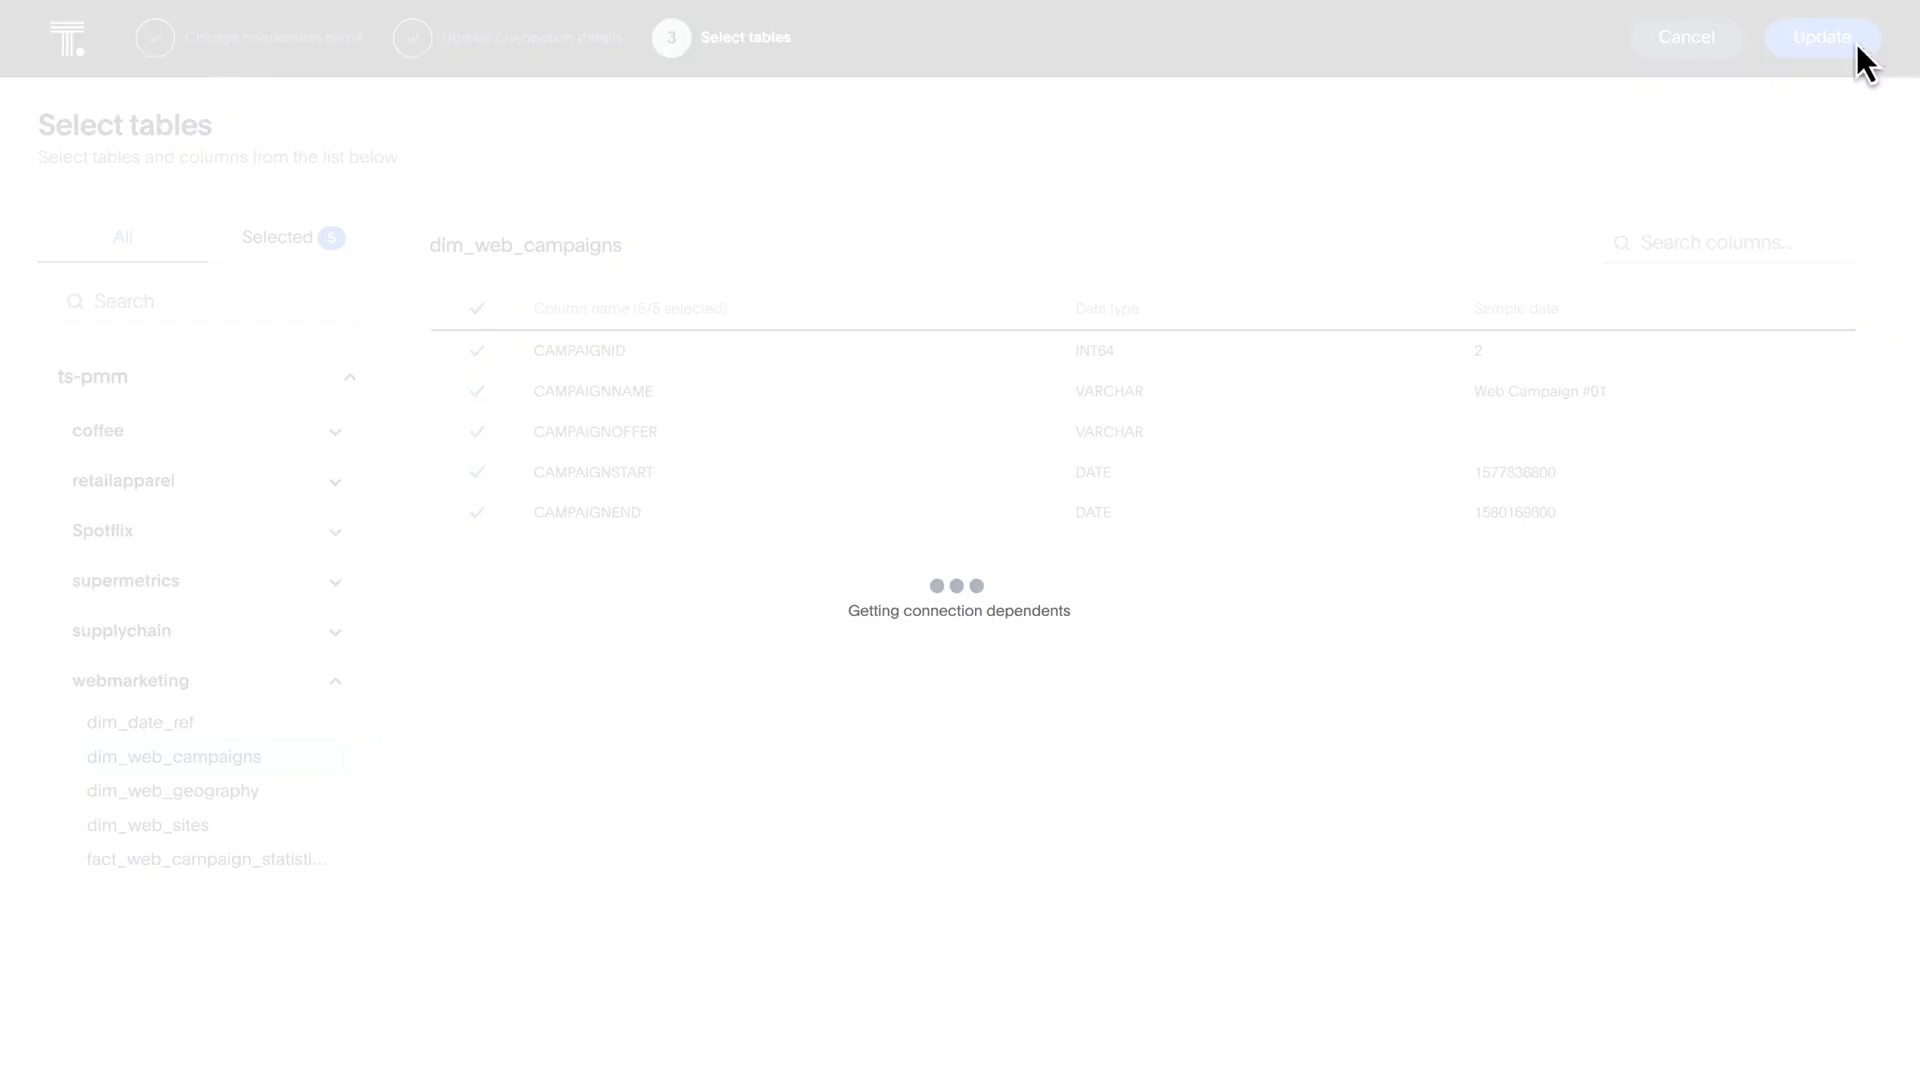 T.
Change connection name
Update connection details
3
Select tables
Cancel
Update
Select tables
Select tables and columns from the list below
All
Selected 5
Search
ts-pmm
coffee
retailapparel
Spotflix
supermetrics
supplychain
webmarketing
dim_date_ref
dim_web_campaigns
dim_web_geography
dim_web_sites
fact_web_campaign_statisti...
dim_web_campaigns
Search columns...
Column name (5/5 selected) Data type Sample data
CAMPAIGNID INT64 2
CAMPAIGNNAME VARCHAR Web Campaign #01
CAMPAIGNOFFER VARCHAR
CAMPAIGNSTART DATE 1577836800
CAMPAIGNEND DATE 1580169600
Getting connection dependents